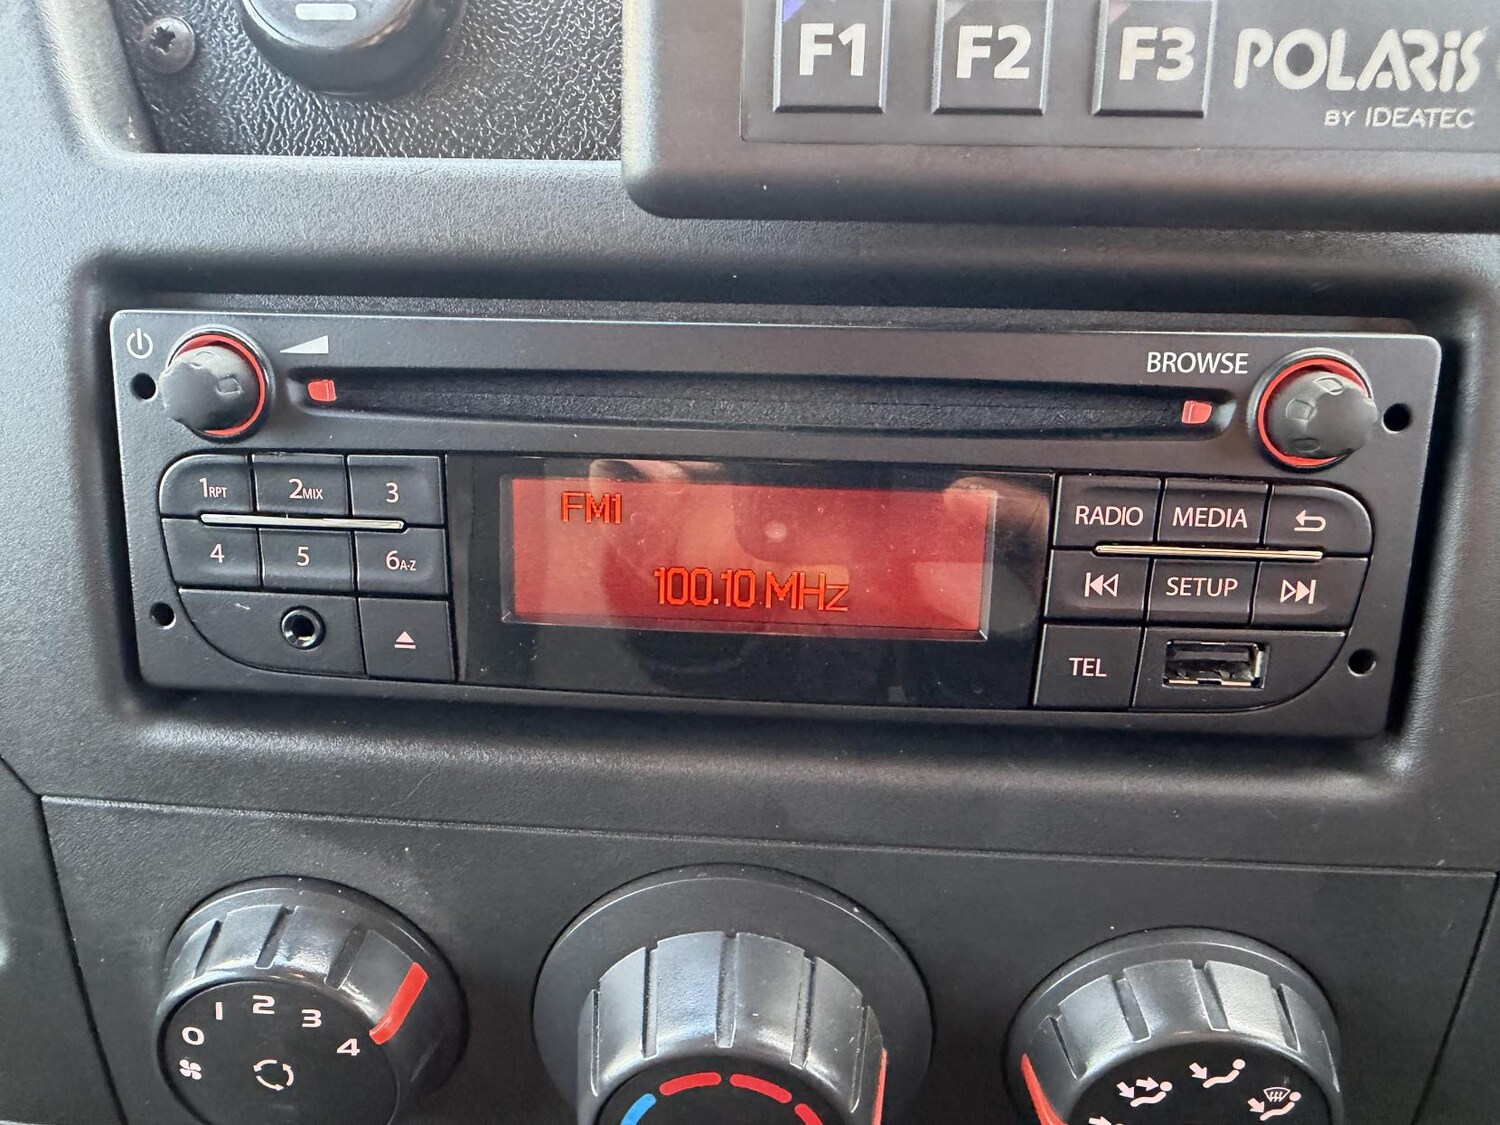 F1 F2 F3 POLARiS
BY IDEATEC
BROWSE
1RPT 2MIX 3
4 5 6A-Z
FM1
100.10 MHz
RADIO MEDIA
SETUP
TEL
0 1 2 3 4